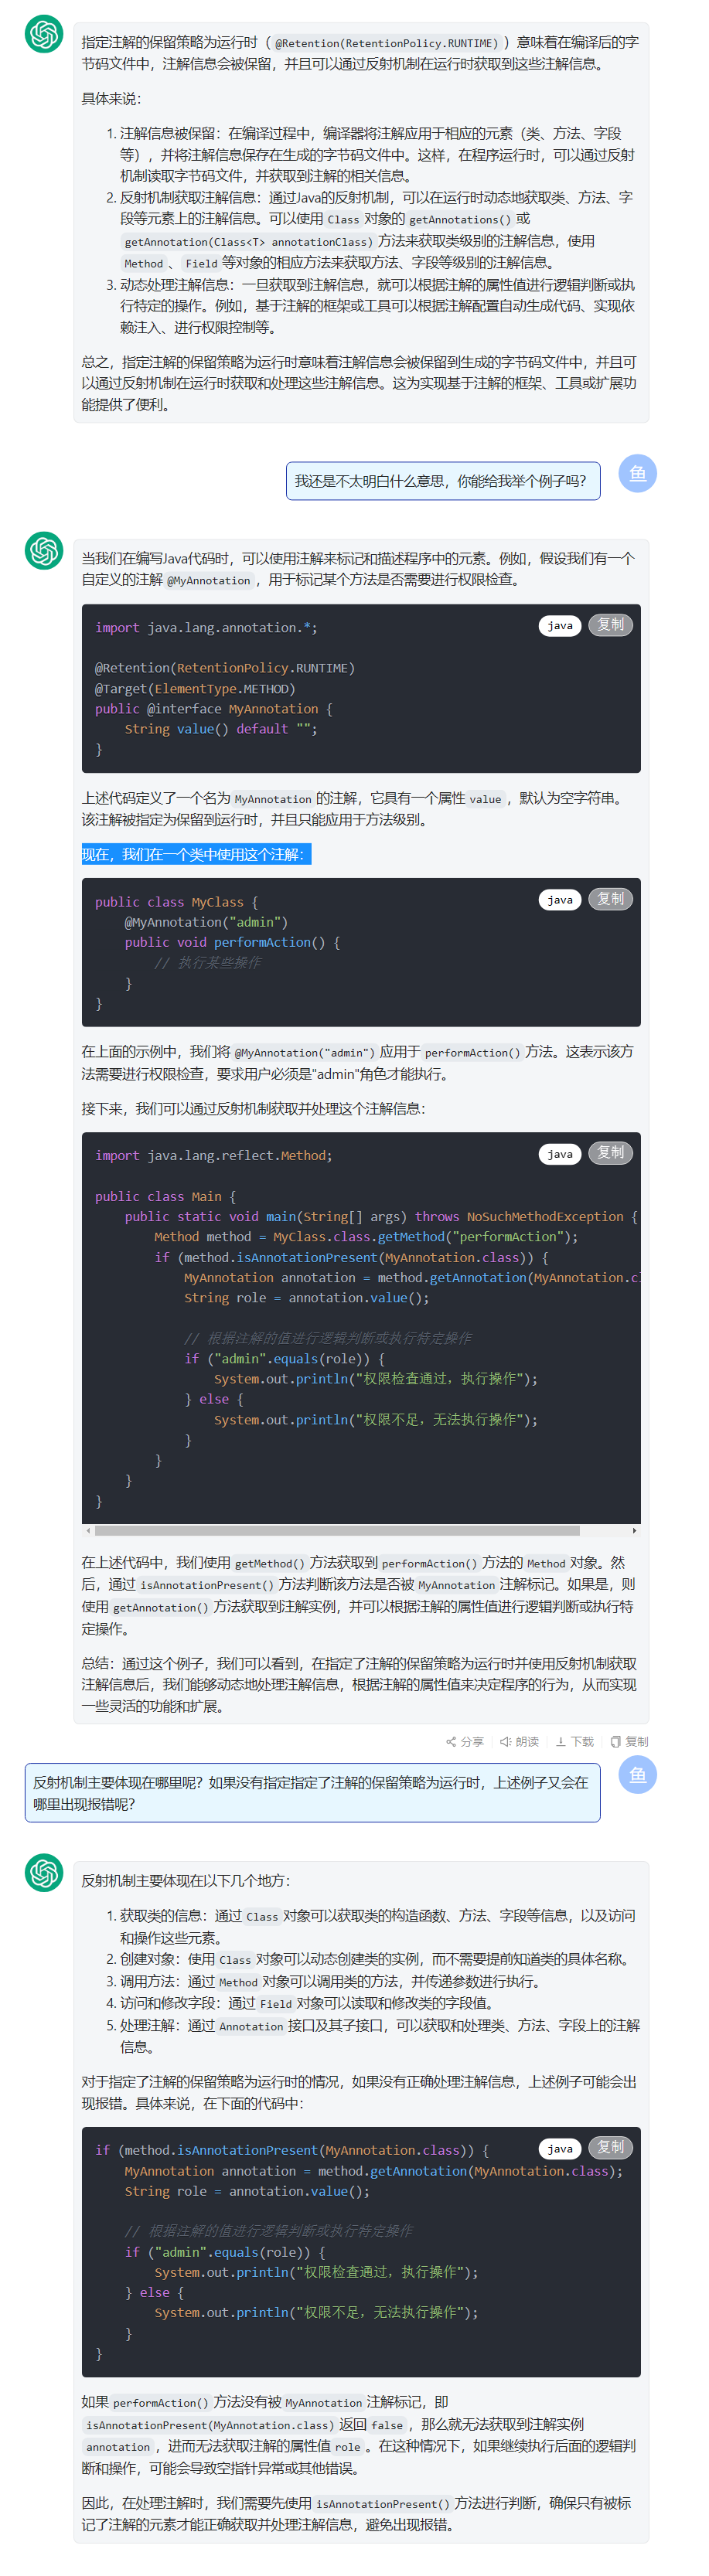 指定注解的保留策略为运行时（ @Retention(RetentionPolicy.RUNTIME) ）意味着在编译后的字
节码文件中，注解信息会被保留，并且可以通过反射机制在运行时获取到这些注解信息。
具体来说：
1. 注解信息被保留：在编译过程中，编译器将注解应用于相应的元素（类、方法、字段
等），并将注解信息保存在生成的字节码文件中。这样，在程序运行时，可以通过反射
机制读取字节码文件，并获取到注解的相关信息。
2. 反射机制获取注解信息：通过Java的反射机制，可以在运行时动态地获取类、方法、字
段等元素上的注解信息。可以使用 Class 对象的 getAnnotations() 或
getAnnotation(Class<T> annotationClass) 方法来获取类级别的注解信息，使用
Method 、 Field 等对象的相应方法来获取方法、字段等级别的注解信息。
3. 动态处理注解信息：一旦获取到注解信息，就可以根据注解的属性值进行逻辑判断或执
行特定的操作。例如，基于注解的框架或工具可以根据注解配置自动生成代码、实现依
赖注入、进行权限控制等。
总之，指定注解的保留策略为运行时意味着注解信息会被保留到生成的字节码文件中，并且可
以通过反射机制在运行时获取和处理这些注解信息。这为实现基于注解的框架、工具或扩展功
能提供了便利。
我还是不太明白什么意思，你能给我举个例子吗？
鱼
当我们在编写Java代码时，可以使用注解来标记和描述程序中的元素。例如，假设我们有一个
自定义的注解 @MyAnnotation ，用于标记某个方法是否需要进行权限检查。
java 复制
import java.lang.annotation.*;
@Retention(RetentionPolicy.RUNTIME)
@Target(ElementType.METHOD)
public @interface MyAnnotation {
    String value() default "";
}
上述代码定义了一个名为 MyAnnotation 的注解，它具有一个属性 value ，默认为空字符串。
该注解被指定为保留到运行时，并且只能应用于方法级别。
现在，我们在一个类中使用这个注解：
java 复制
public class MyClass {
    @MyAnnotation("admin")
    public void performAction() {
        // 执行某些操作
    }
}
在上面的示例中，我们将 @MyAnnotation("admin") 应用于 performAction() 方法。这表示该方
法需要进行权限检查，要求用户必须是"admin"角色才能执行。
接下来，我们可以通过反射机制获取并处理这个注解信息：
java 复制
import java.lang.reflect.Method;
public class Main {
    public static void main(String[] args) throws NoSuchMethodException {
        Method method = MyClass.class.getMethod("performAction");
        if (method.isAnnotationPresent(MyAnnotation.class)) {
            MyAnnotation annotation = method.getAnnotation(MyAnnotation.cl
            String role = annotation.value();
            // 根据注解的值进行逻辑判断或执行特定操作
            if ("admin".equals(role)) {
                System.out.println("权限检查通过，执行操作");
            } else {
                System.out.println("权限不足，无法执行操作");
            }
        }
    }
}
在上述代码中，我们使用 getMethod() 方法获取到 performAction() 方法的 Method 对象。然
后，通过 isAnnotationPresent() 方法判断该方法是否被 MyAnnotation 注解标记。如果是，则
使用 getAnnotation() 方法获取到注解实例，并可以根据注解的属性值进行逻辑判断或执行特
定操作。
总结：通过这个例子，我们可以看到，在指定了注解的保留策略为运行时并使用反射机制获取
注解信息后，我们能够动态地处理注解信息，根据注解的属性值来决定程序的行为，从而实现
一些灵活的功能和扩展。
分享 朗读 下载 复制
反射机制主要体现在哪里呢？如果没有指定指定了注解的保留策略为运行时，上述例子又会在
哪里出现报错呢？
鱼
反射机制主要体现在以下几个地方：
1. 获取类的信息：通过 Class 对象可以获取类的构造函数、方法、字段等信息，以及访问
和操作这些元素。
2. 创建对象：使用 Class 对象可以动态创建类的实例，而不需要提前知道类的具体名称。
3. 调用方法：通过 Method 对象可以调用类的方法，并传递参数进行执行。
4. 访问和修改字段：通过 Field 对象可以读取和修改类的字段值。
5. 处理注解：通过 Annotation 接口及其子接口，可以获取和处理类、方法、字段上的注解
信息。
对于指定了注解的保留策略为运行时的情况，如果没有正确处理注解信息，上述例子可能会出
现报错。具体来说，在下面的代码中：
java 复制
if (method.isAnnotationPresent(MyAnnotation.class)) {
    MyAnnotation annotation = method.getAnnotation(MyAnnotation.class);
    String role = annotation.value();
    // 根据注解的值进行逻辑判断或执行特定操作
    if ("admin".equals(role)) {
        System.out.println("权限检查通过，执行操作");
    } else {
        System.out.println("权限不足，无法执行操作");
    }
}
如果 performAction() 方法没有被 MyAnnotation 注解标记，即
isAnnotationPresent(MyAnnotation.class) 返回 false ，那么就无法获取到注解实例
annotation ，进而无法获取注解的属性值 role 。在这种情况下，如果继续执行后面的逻辑判
断和操作，可能会导致空指针异常或其他错误。
因此，在处理注解时，我们需要先使用 isAnnotationPresent() 方法进行判断，确保只有被标
记了注解的元素才能正确获取并处理注解信息，避免出现报错。